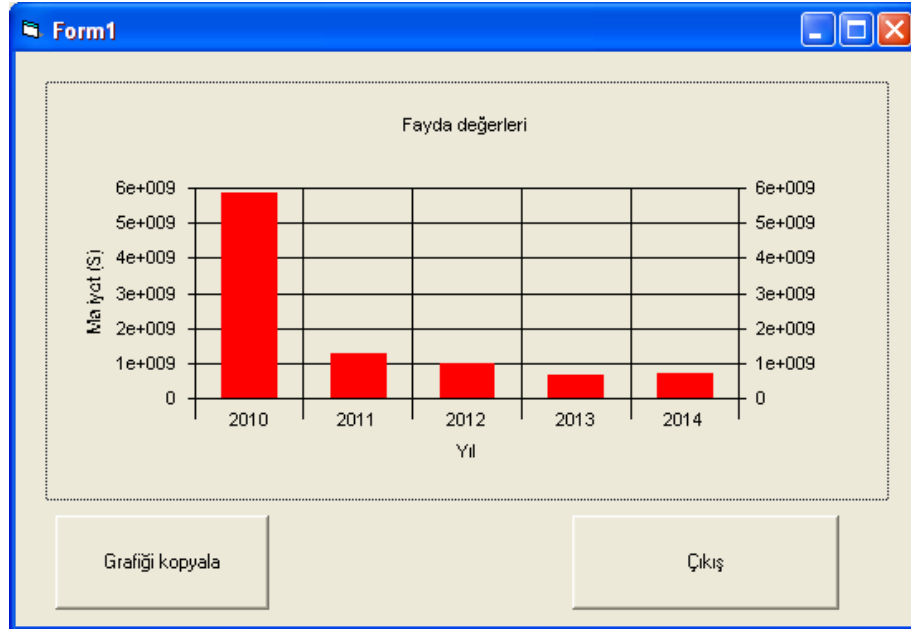 Form1
Fayda değerleri
Maliyet ($)
6e+009 6e+009
5e+009 5e+009
4e+009 4e+009
3e+009 3e+009
2e+009 2e+009
1e+009 1e+009
0 0
2010 2011 2012 2013 2014
Yıl
Grafiği kopyala Çıkış